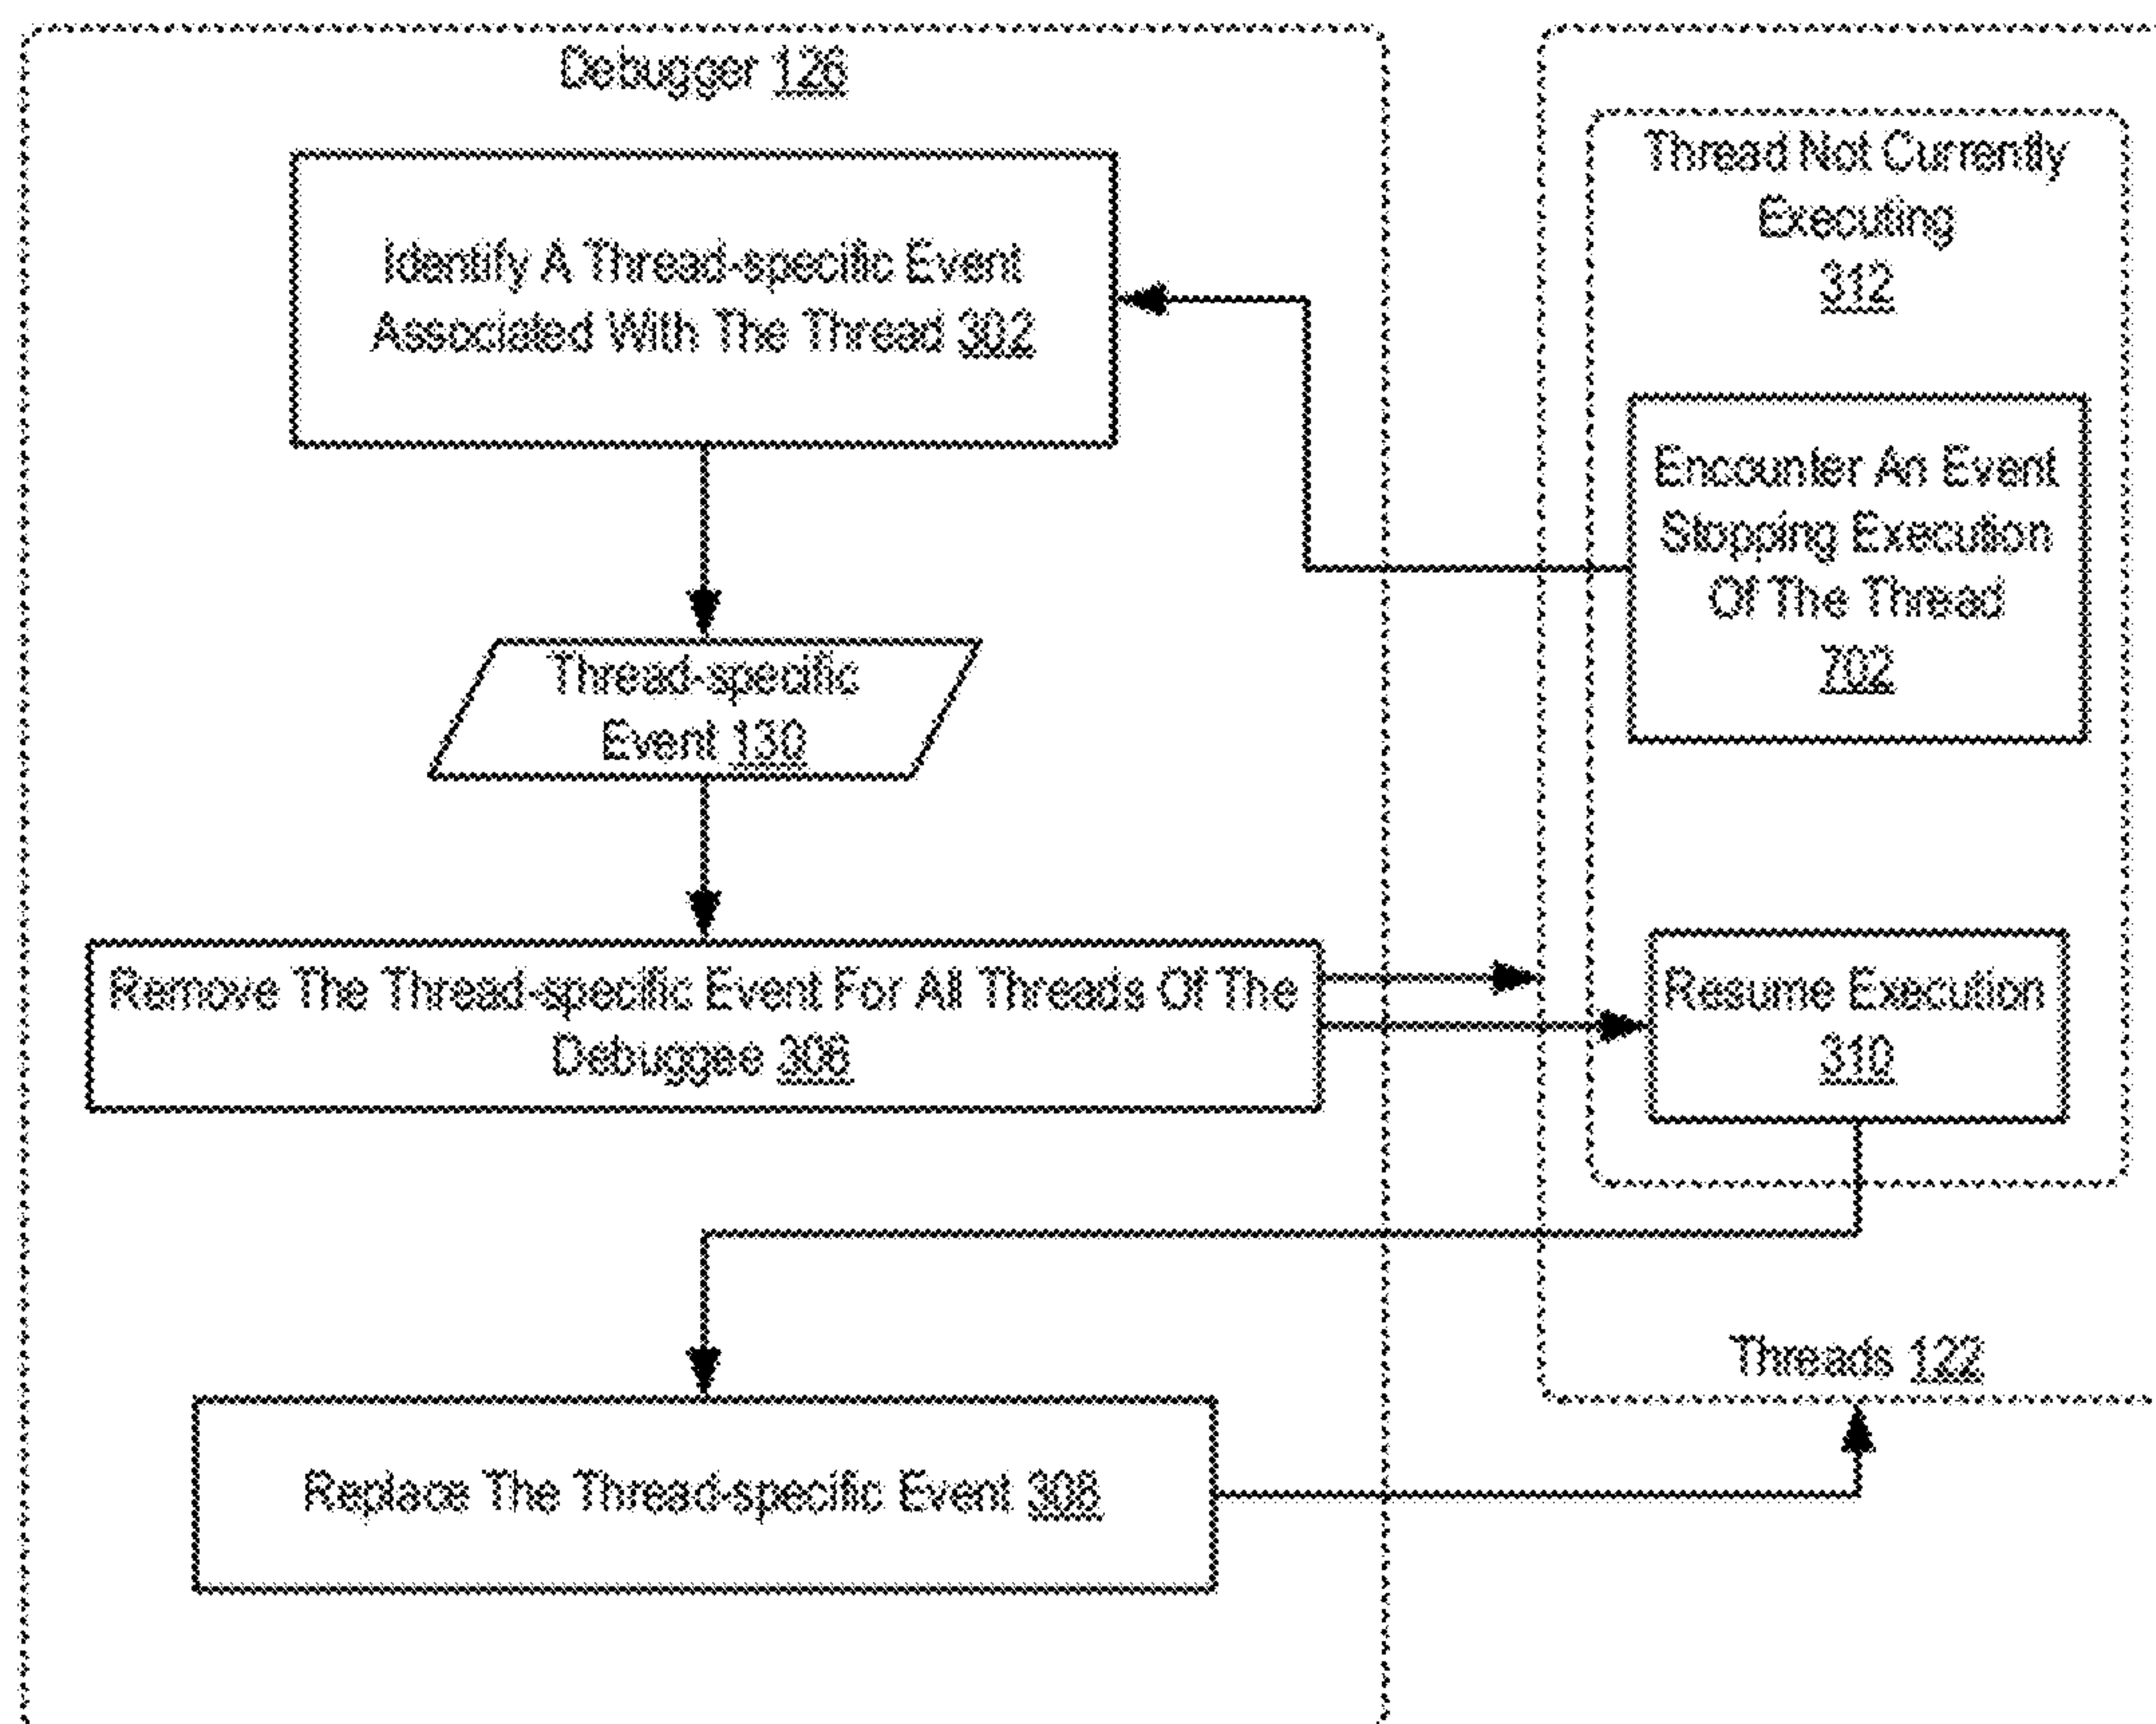 Debugger 126
Identify A Thread-specific Event
Associated With The Thread 302
Thread-specific
Event 130
Remove The Thread-specific Event For All Threads Of The
Debuggee 306
Replace The Thread-specific Event 308
Thread Not Currently
Executing
312
Encounter An Event
Stopping Execution
Of The Thread
702
Resume Execution
310
Threads 122